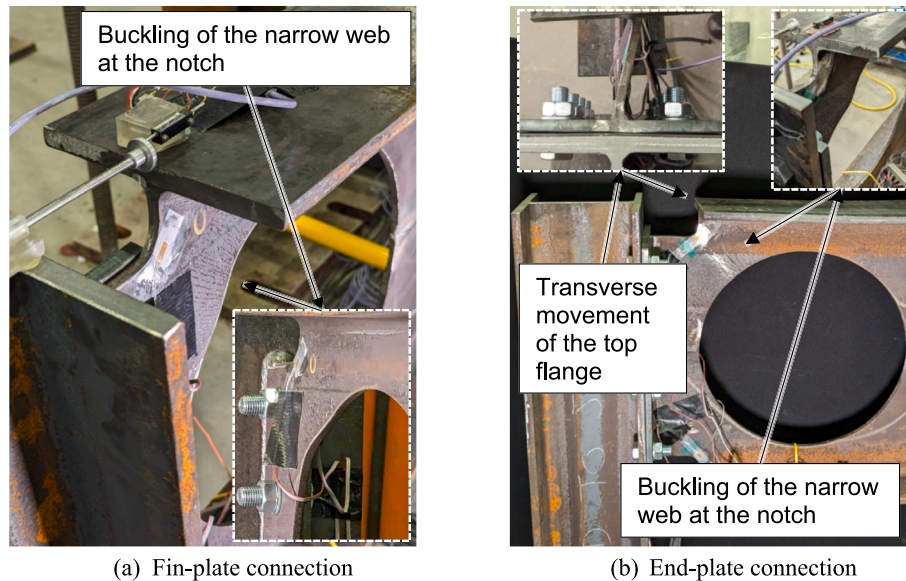 Buckling of the narrow web
at the notch
Transverse
movement
of the top
flange
Buckling of the narrow
web at the notch
(a) Fin-plate connection
(b) End-plate connection